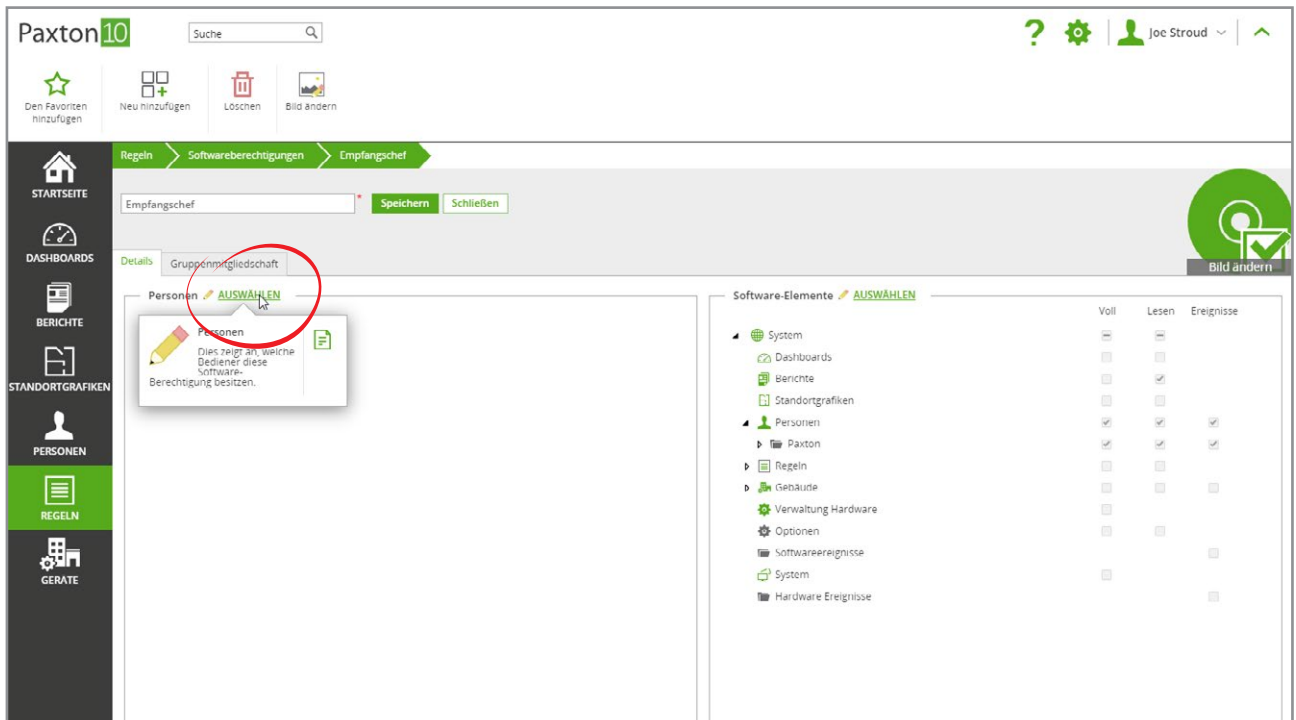 Paxton10
Suche
Joe Stroud
Den Favoriten
hinzufügen
Neu hinzufügen
Löschen
Bild ändern
Regeln
Softwareberechtigungen
Empfangschef
STARTSEITE
DASHBOARDS
BERICHTE
STANDORTGRAFIKEN
PERSONEN
REGELN
GERÄTE
Empfangschef
*
Speichern
Schließen
Bild ändern
Details
Gruppenmitgliedschaft
Personen AUSWÄHLEN
Personen
Dies zeigt an, welche
Bediener diese
Software-
Berechtigung besitzen.
Software-Elemente AUSWÄHLEN
Voll Lesen Ereignisse
System
Dashboards
Berichte
Standortgrafiken
Personen
Paxton
Regeln
Gebäude
Verwaltung Hardware
Optionen
Softwareereignisse
System
Hardware Ereignisse